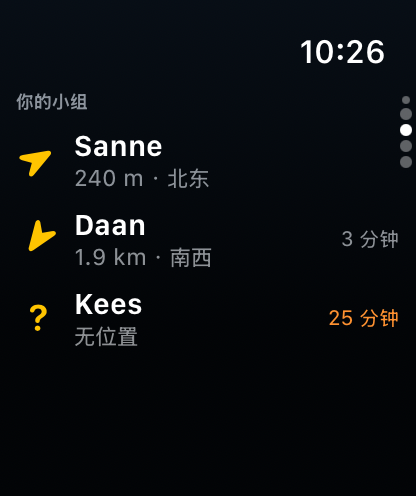 10:26
你的小组
Sanne
240 m · 北东
Daan
1.9 km · 南西
3 分钟
?
Kees
无位置
25 分钟